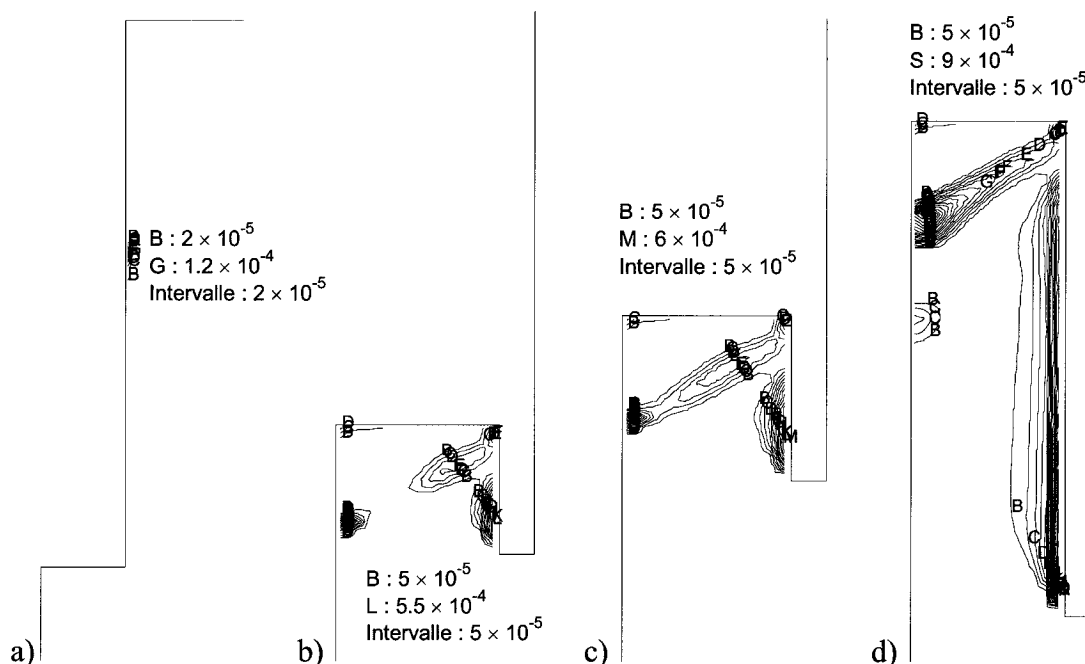 B : 2 × 10⁻⁵
G : 1.2 × 10⁻⁴
Intervalle : 2 × 10⁻⁵
a)
B : 5 × 10⁻⁵
L : 5.5 × 10⁻⁴
Intervalle : 5 × 10⁻⁵
b)
B : 5 × 10⁻⁵
M : 6 × 10⁻⁴
Intervalle : 5 × 10⁻⁵
M
c)
B : 5 × 10⁻⁵
S : 9 × 10⁻⁴
Intervalle : 5 × 10⁻⁵
D
E
F
G
B
C
B
B
C
D
d)